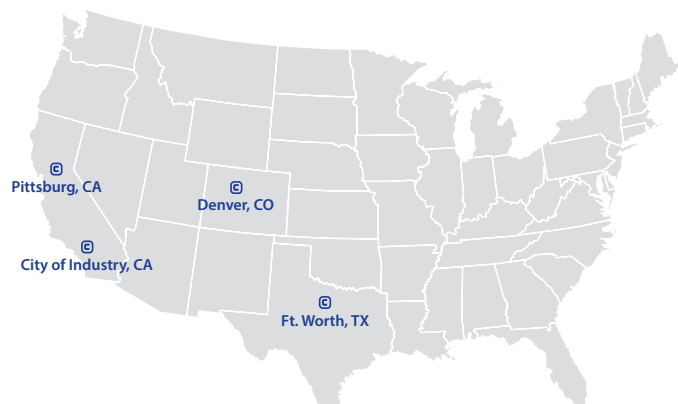 Pittsburg, CA
Denver, CO
City of Industry, CA
Ft. Worth, TX